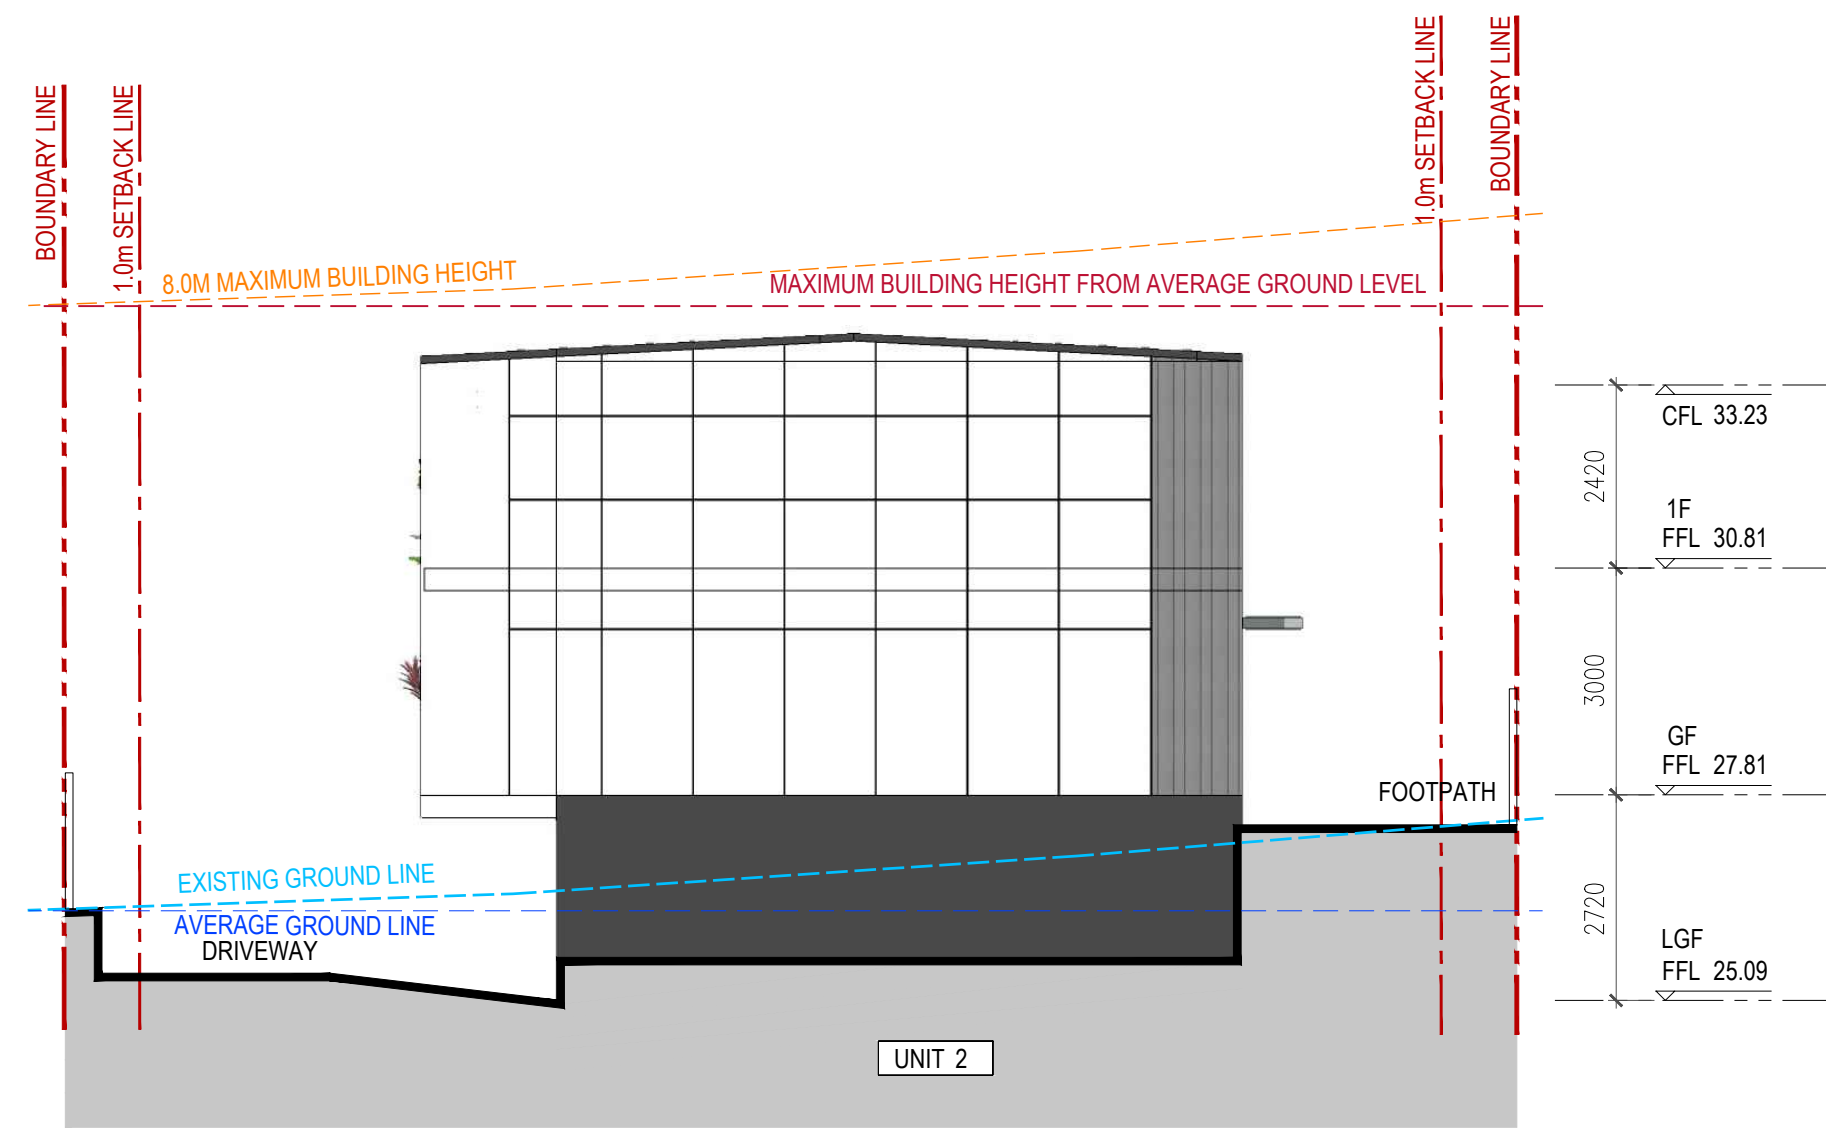 BOUNDARY LINE
1.0m SETBACK LINE
1.0m SETBACK LINE
BOUNDARY LINE
8.0M MAXIMUM BUILDING HEIGHT
MAXIMUM BUILDING HEIGHT FROM AVERAGE GROUND LEVEL
CFL 33.23
2420
1F
FFL 30.81
3000
GF
FFL 27.81
FOOTPATH
EXISTING GROUND LINE
AVERAGE GROUND LINE
DRIVEWAY
2720
LGF
FFL 25.09
UNIT 2